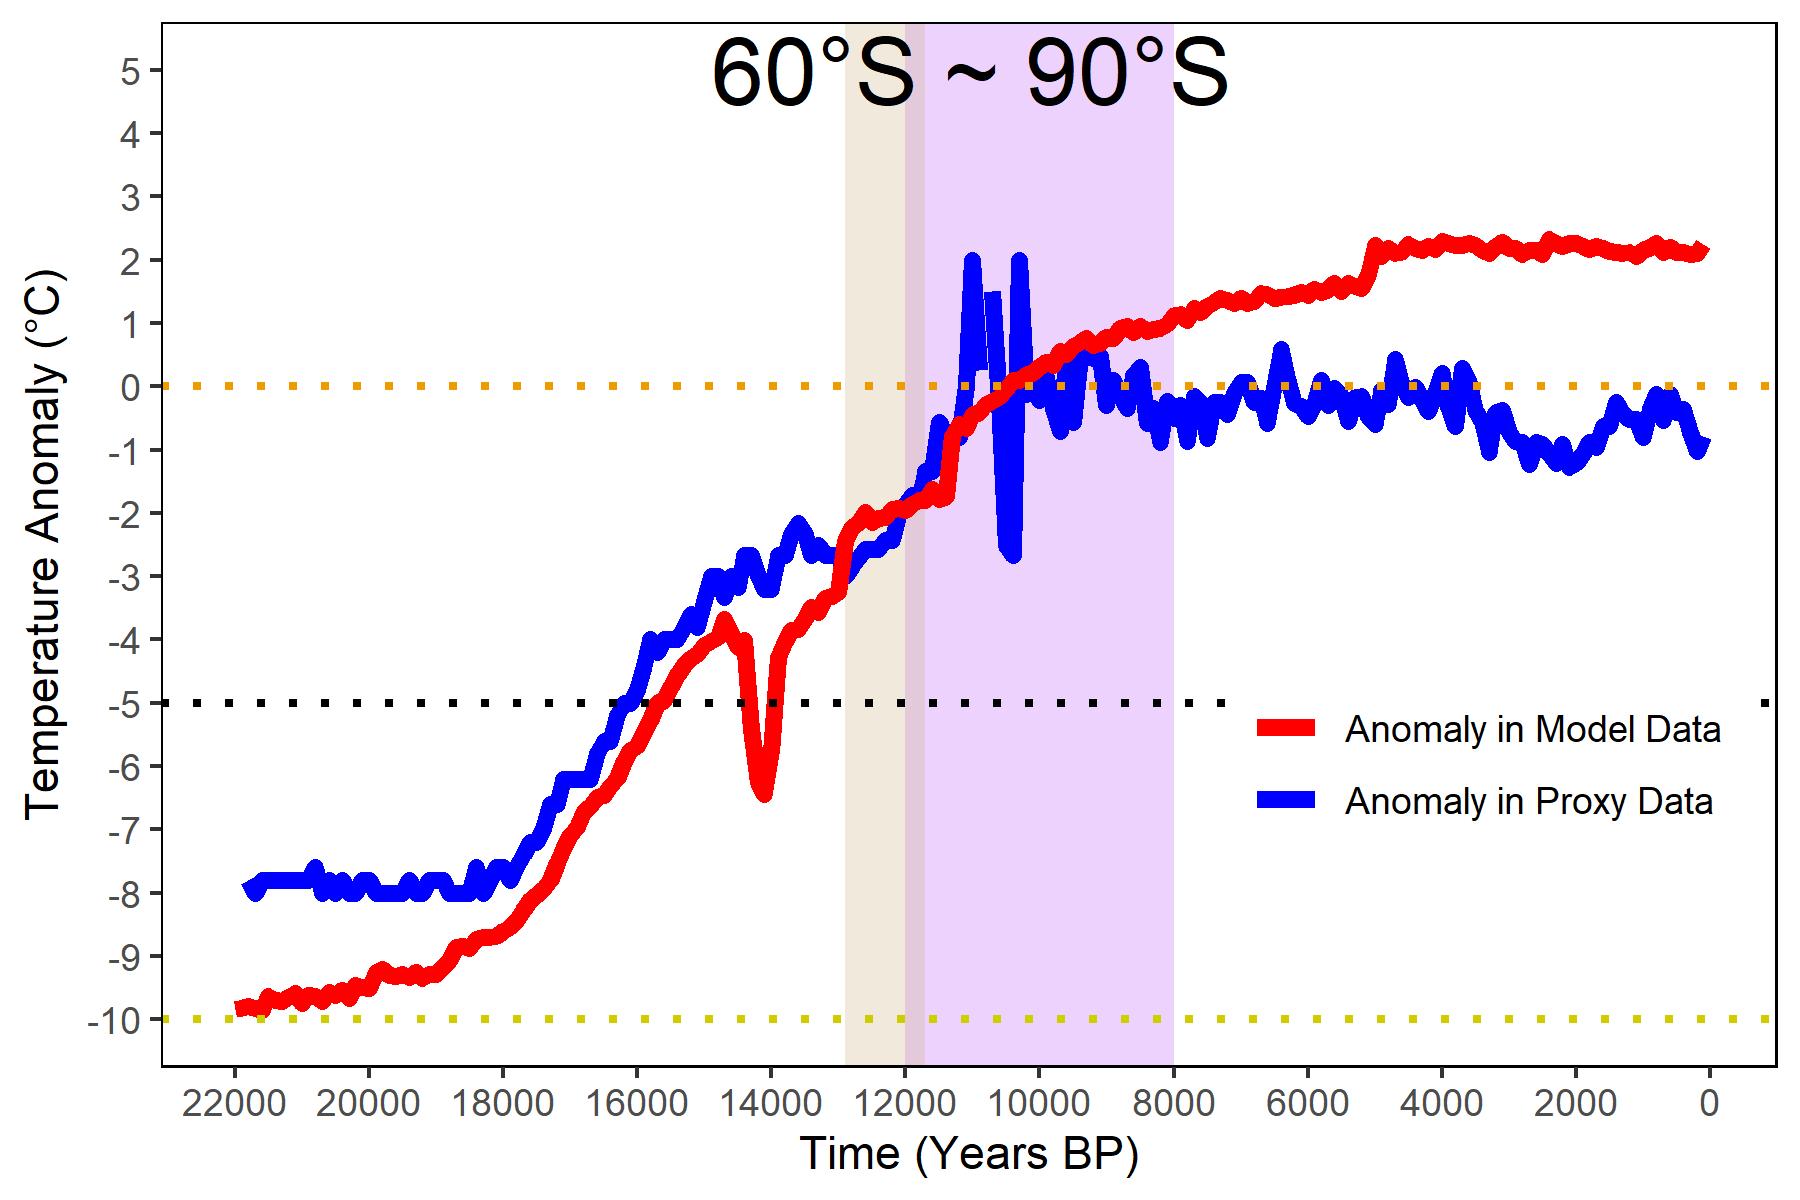 60°S ~ 90°S
5
4
3
2
1
0
-1
-2
-3
-4
-5
-6
-7
-8
-9
-10
Temperature Anomaly (°C)
Anomaly in Model Data
Anomaly in Proxy Data
22000 20000 18000 16000 14000 12000 10000 8000 6000 4000 2000 0
Time (Years BP)